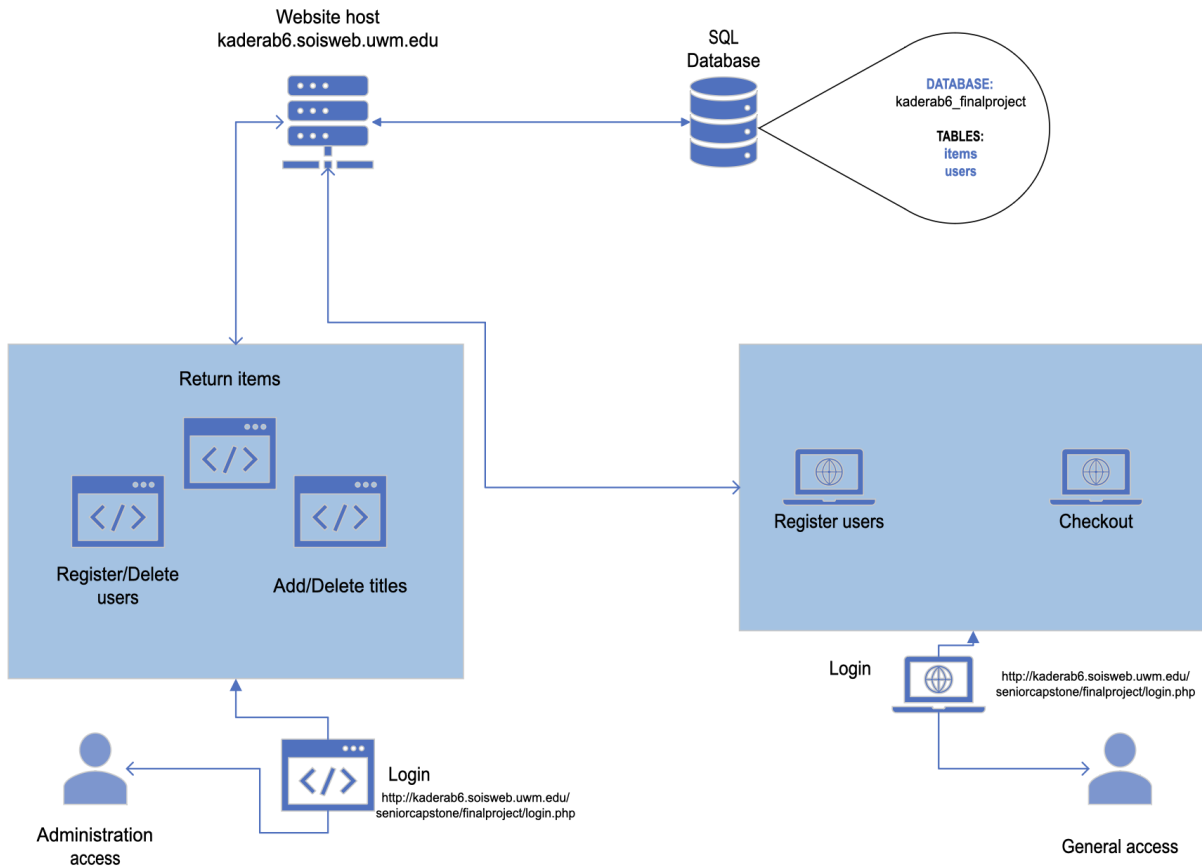 Website host
kaderab6.soisweb.uwm.edu
SQL
Database
DATABASE:
kaderab6_finalproject
TABLES:
items
users
Return items
</>
</>
</>
Register/Delete
users
Add/Delete titles
Register users
Checkout
Login
http://kaderab6.soisweb.uwm.edu/
seniorcapstone/finalproject/login.php
</>
Login
http://kaderab6.soisweb.uwm.edu/
seniorcapstone/finalproject/login.php
Administration
access
General access